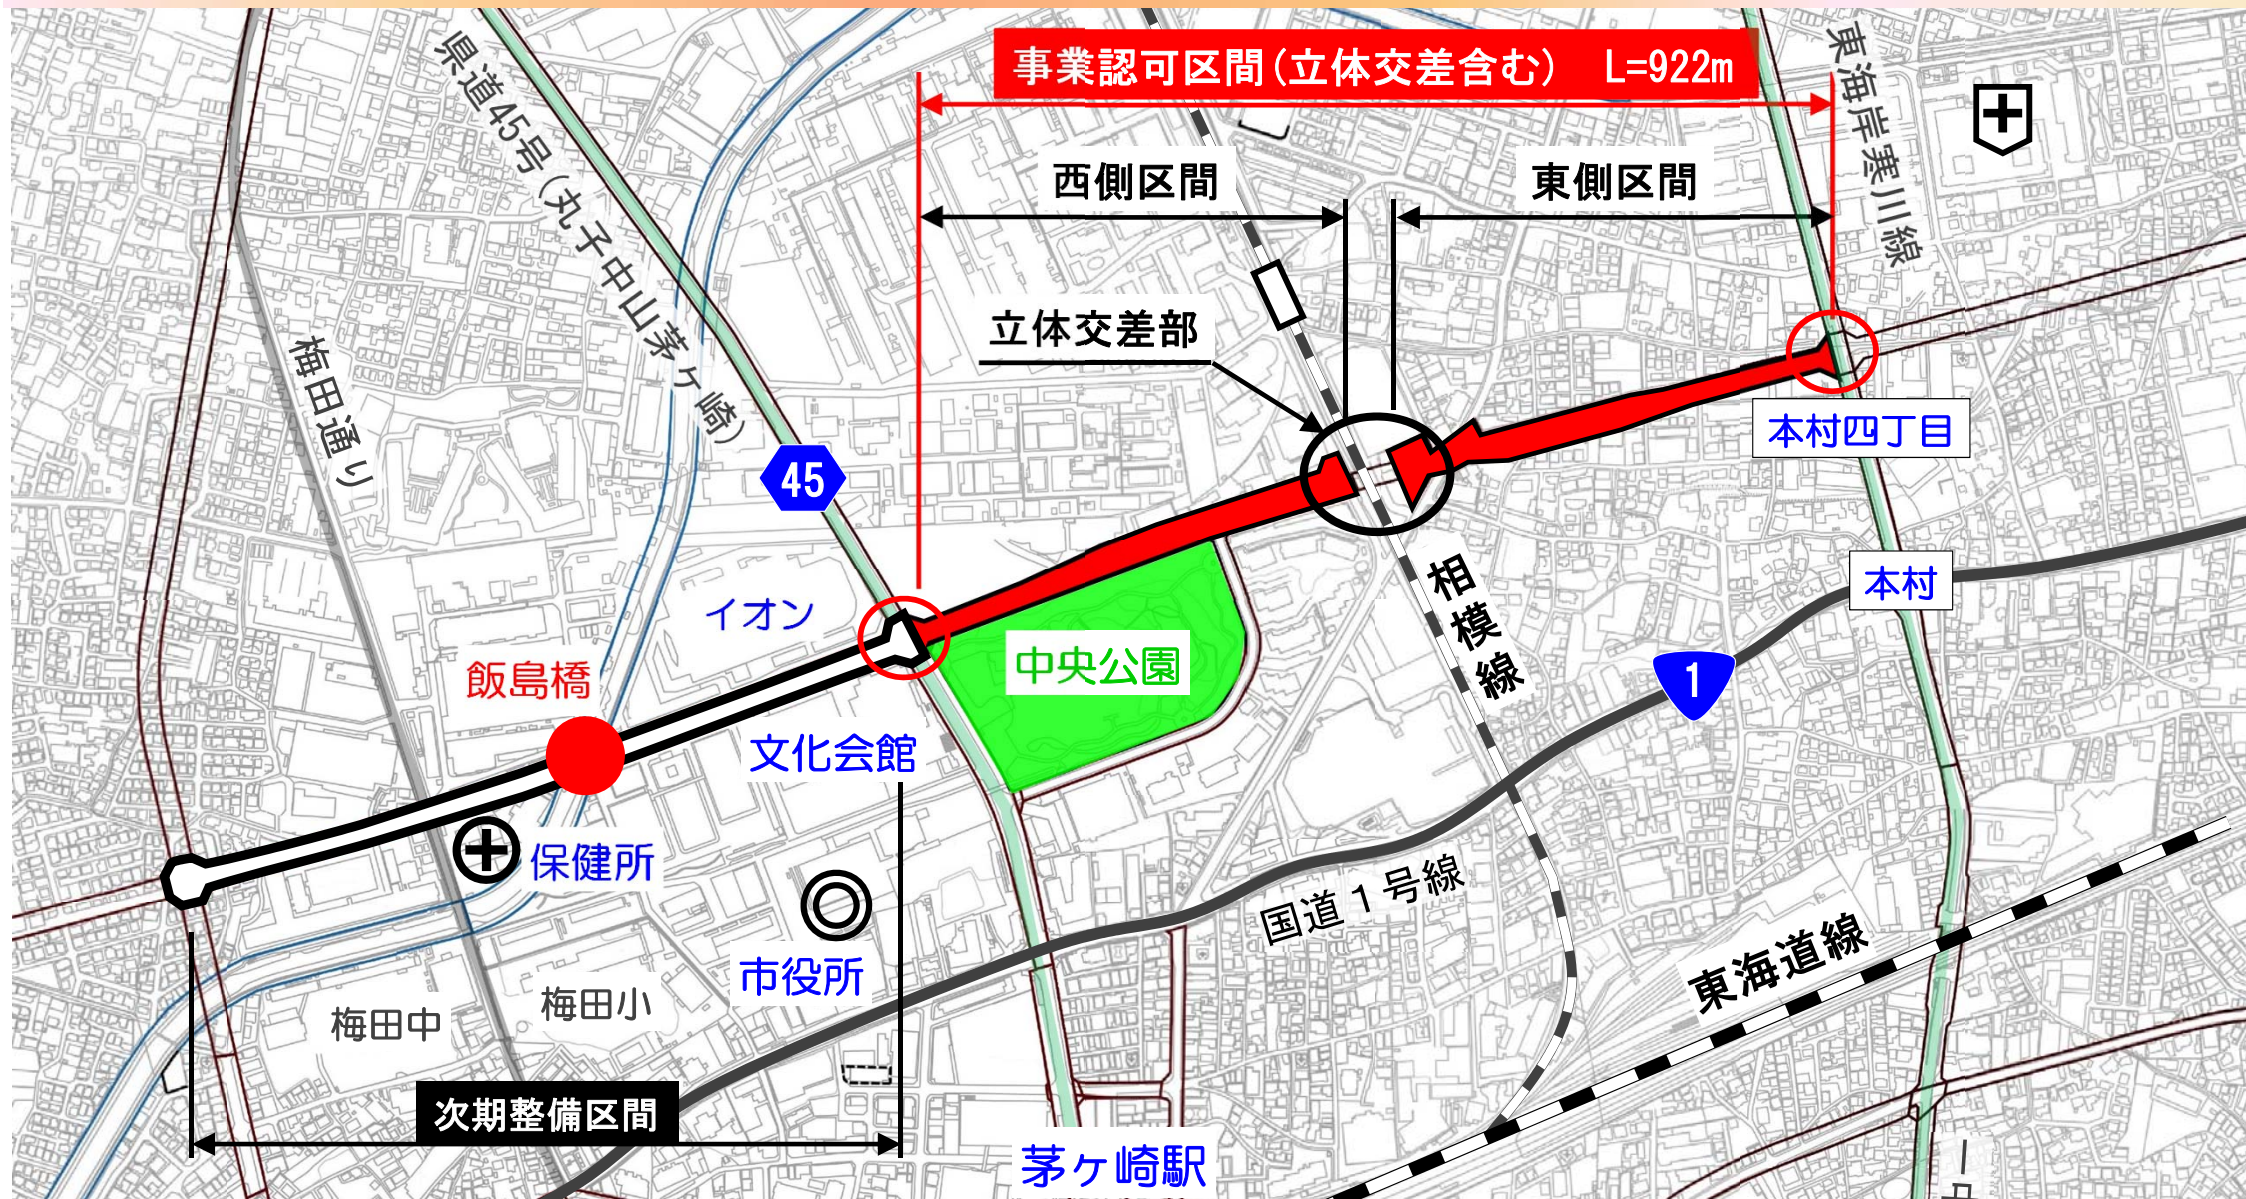 事業認可区間(立体交差含む) L=922m
東海岸寒川線
県道45号(丸子中山茅ヶ崎)
西側区間
東側区間
立体交差部
梅田通り
45
本村四丁目
本村
相模線
イオン
中央公園
飯島橋
1
文化会館
保健所
国道1号線
市役所
東海道線
梅田中
梅田小
次期整備区間
茅ヶ崎駅